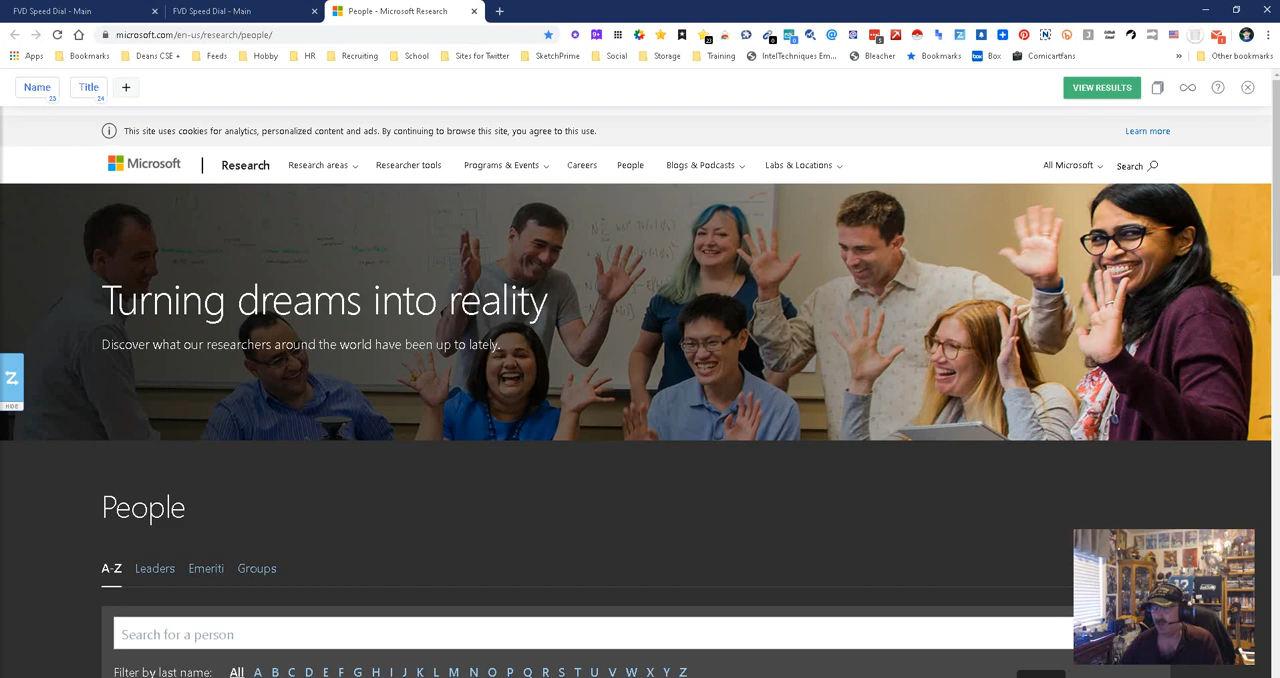 FVD Speed Dial - Main
FVD Speed Dial - Main
People - Microsoft Research
microsoft.com/en-us/research/people/
Apps
Bookmarks
Deans CSE +
Feeds
Hobby
HR
Recruiting
School
Sites for Twitter
SketchPrime
Social
Storage
Training
IntelTechniques Em...
Bleacher
Bookmarks
Box
Comicartfans
»
Other bookmarks
Name
23
Title
24
+
VIEW RESULTS
This site uses cookies for analytics, personalized content and ads. By continuing to browse this site, you agree to this use.
Learn more
Microsoft
Research
Research areas
Researcher tools
Programs & Events
Careers
People
Blogs & Podcasts
Labs & Locations
All Microsoft
Search
Turning dreams into reality
Discover what our researchers around the world have been up to lately.
Z
HIDE
People
A-Z
Leaders
Emeriti
Groups
Search for a person
Filter by last name: All A B C D E F G H I J K L M N O P Q R S T U V W X Y Z